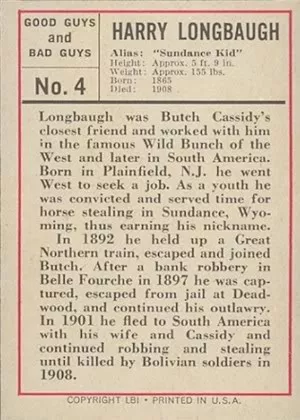 GOOD GUYS
and
BAD GUYS
No. 4
HARRY LONGBAUGH
Alias: "Sundance Kid"
Height: Approx. 5 ft. 9 in.
Weight: Approx. 155 lbs.
Born: 1865
Died: 1908
Longbaugh was Butch Cassidy's
closest friend and worked with him
in the famous Wild Bunch of the
West and later in South America.
Born in Plainfield, N.J. he went
West to seek a job. As a youth he
was convicted and served time for
horse stealing in Sundance, Wyo-
ming, thus earning his nickname.
In 1892 he held up a Great
Northern train, escaped and joined
Butch. After a bank robbery in
Belle Fourche in 1897 he was cap-
tured, escaped from jail at Dead-
wood, and continued his outlawry.
In 1901 he fled to South America
with his wife and Cassidy and
continued robbing and stealing
until killed by Bolivian soldiers in
1908.
COPYRIGHT LBI • PRINTED IN U.S.A.